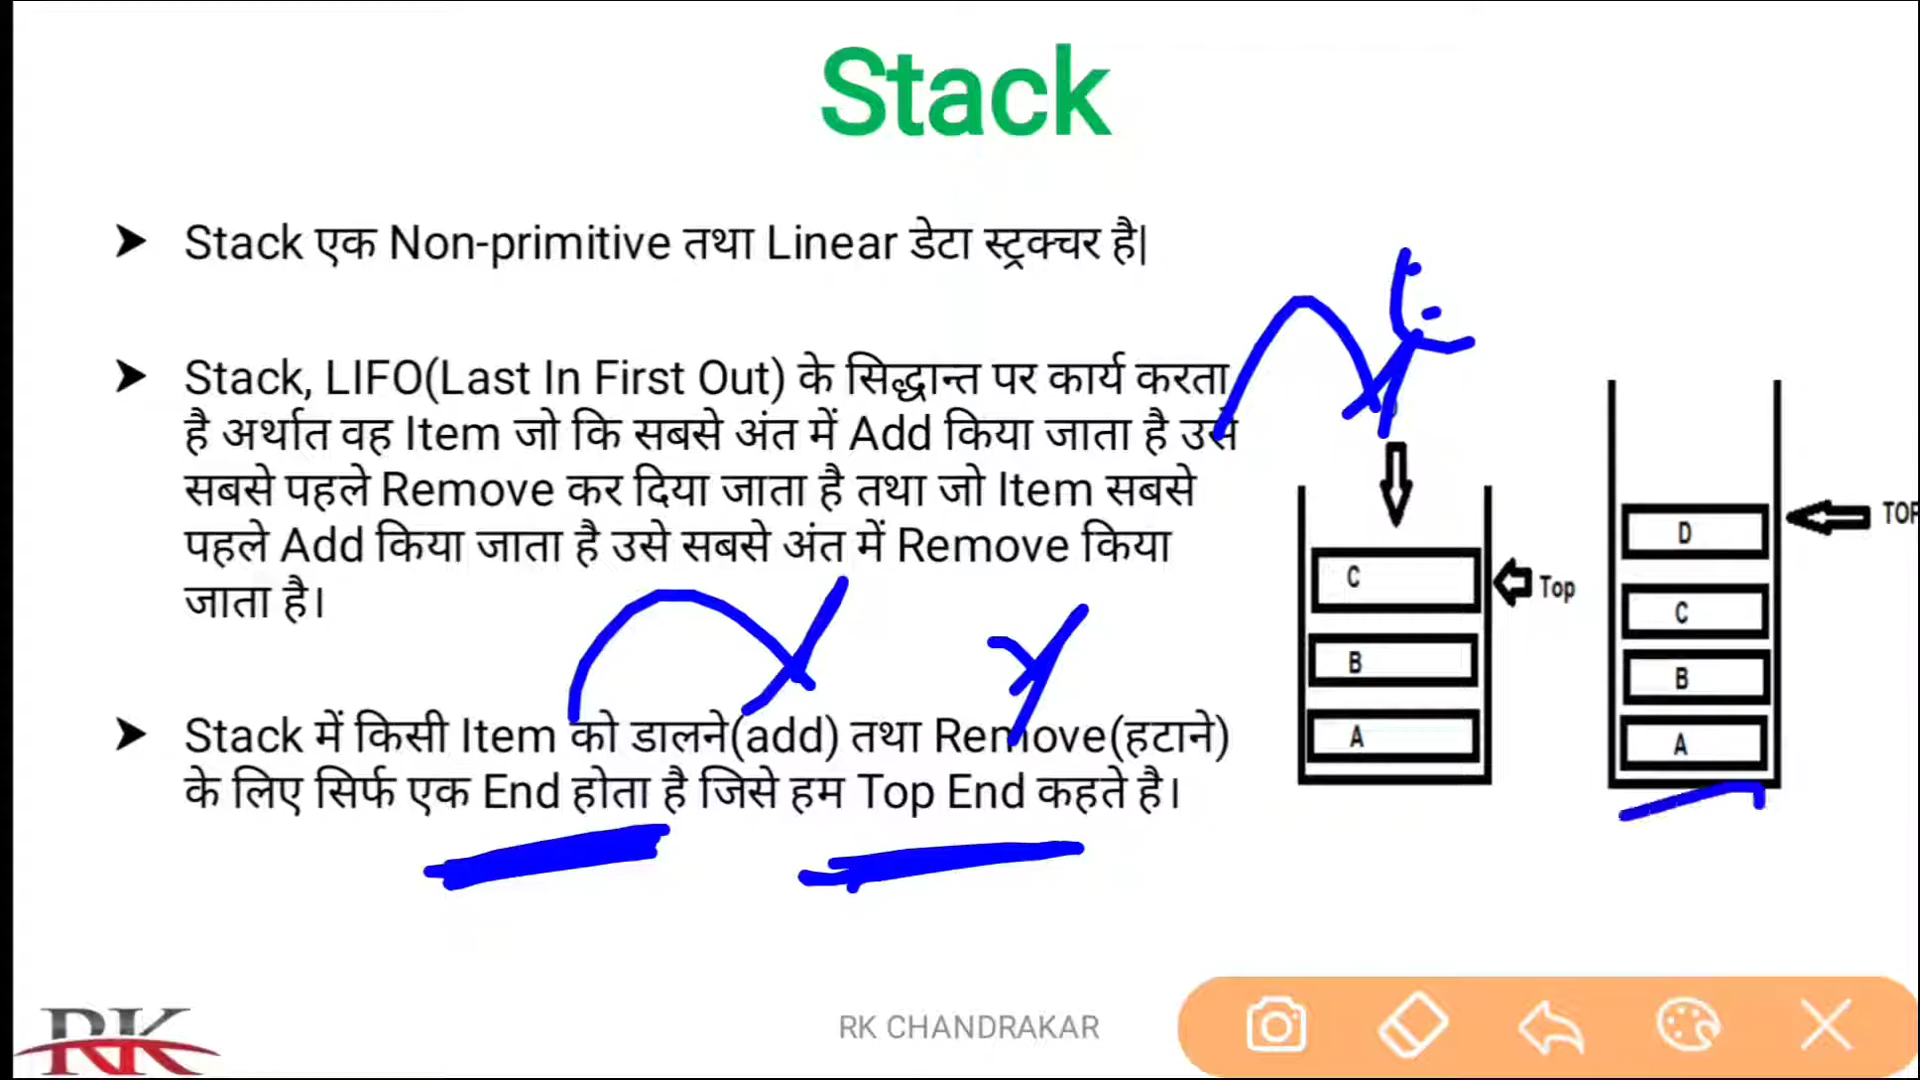 Stack
Stack एक Non-primitive तथा Linear डेटा स्ट्रक्चर है|
Stack, LIFO(Last In First Out) के सिद्धान्त पर कार्य करता
है अर्थात वह Item जो कि सबसे अंत में Add किया जाता है उसे
सबसे पहले Remove कर दिया जाता है तथा जो Item सबसे
पहले Add किया जाता है उसे सबसे अंत में Remove किया
जाता है।
Stack में किसी Item को डालने(add) तथा Remove(हटाने)
के लिए सिर्फ एक End होता है जिसे हम Top End कहते है।
C
Top
B
A
D
TOP
C
B
A
RK
RK CHANDRAKAR